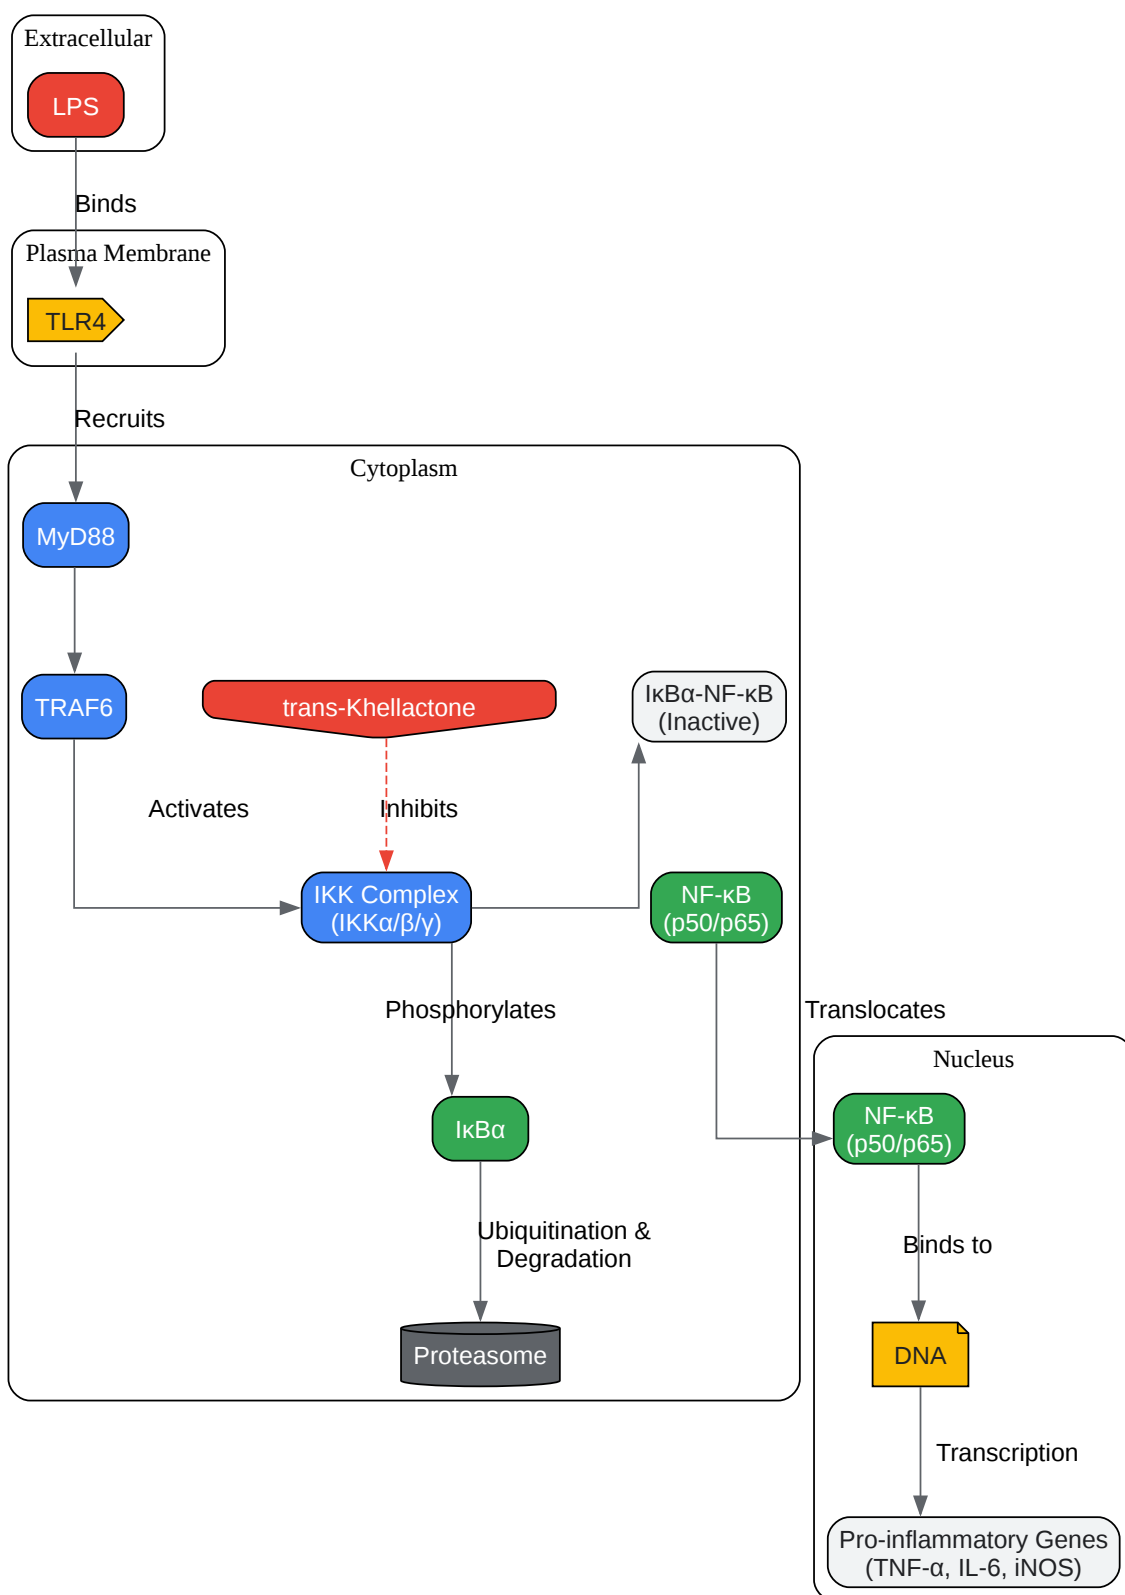 Extracellular
LPS
Binds
Plasma Membrane
TLR4
Recruits
Cytoplasm
MyD88
TRAF6
trans-Khellactone
IκBα-NF-κB
(Inactive)
Activates
Inhibits
IKK Complex
(IKKα/β/γ)
NF-κB
(p50/p65)
Phosphorylates
Translocates
Nucleus
IκBα
NF-κB
(p50/p65)
Ubiquitination &
Degradation
Binds to
Proteasome
DNA
Transcription
Pro-inflammatory Genes
(TNF-α, IL-6, iNOS)